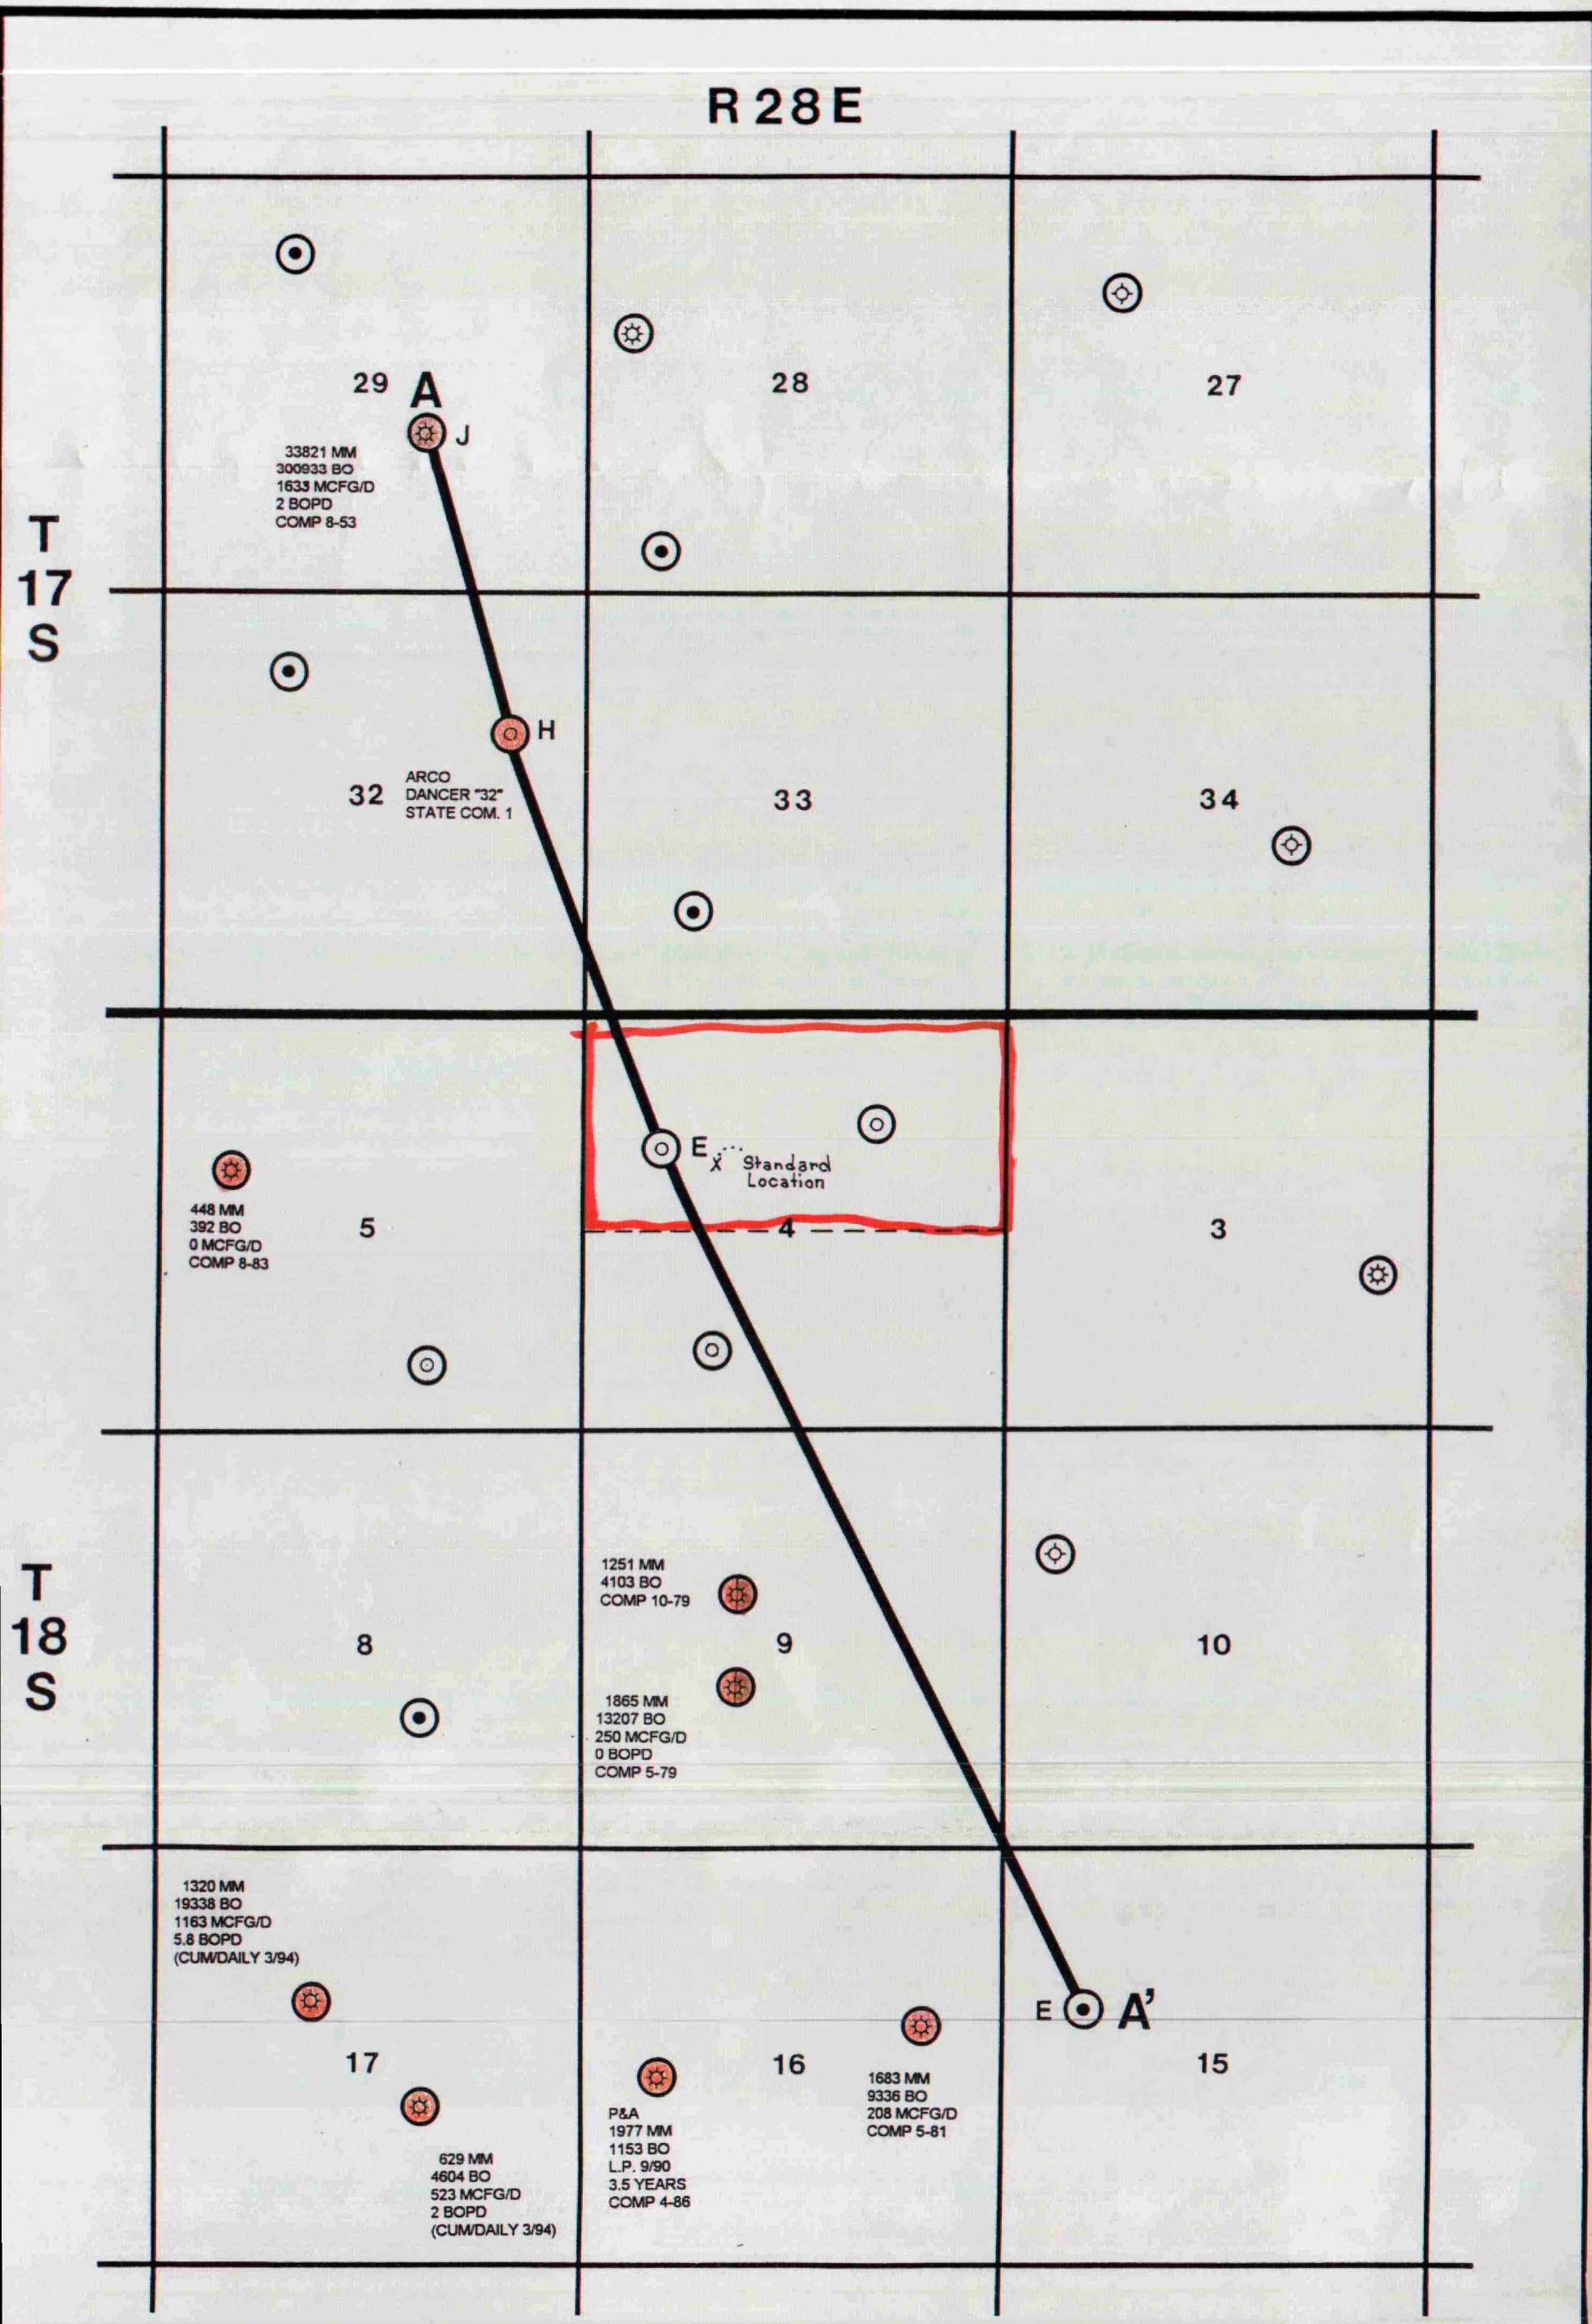 R 28 E
29
A
J
33821 MM
300933 BO
1633 MCFG/D
2 BOPD
COMP 8-53
28
27
T
17
S
H
32
ARCO
DANCER "32"
STATE COM. 1
33
34
E
X
Standard
Location
448 MM
392 BO
0 MCFG/D
COMP 8-83
5
4
3
T
18
S
1251 MM
4103 BO
COMP 10-79
8
9
10
1865 MM
13207 BO
250 MCFG/D
0 BOPD
COMP 5-79
1320 MM
19338 BO
1163 MCFG/D
5.8 BOPD
(CUM/DAILY 3/94)
E
A'
17
16
15
629 MM
4604 BO
523 MCFG/D
2 BOPD
(CUM/DAILY 3/94)
P&A
1977 MM
1153 BO
L.P. 9/90
3.5 YEARS
COMP 4-86
1683 MM
9336 BO
208 MCFG/D
COMP 5-81